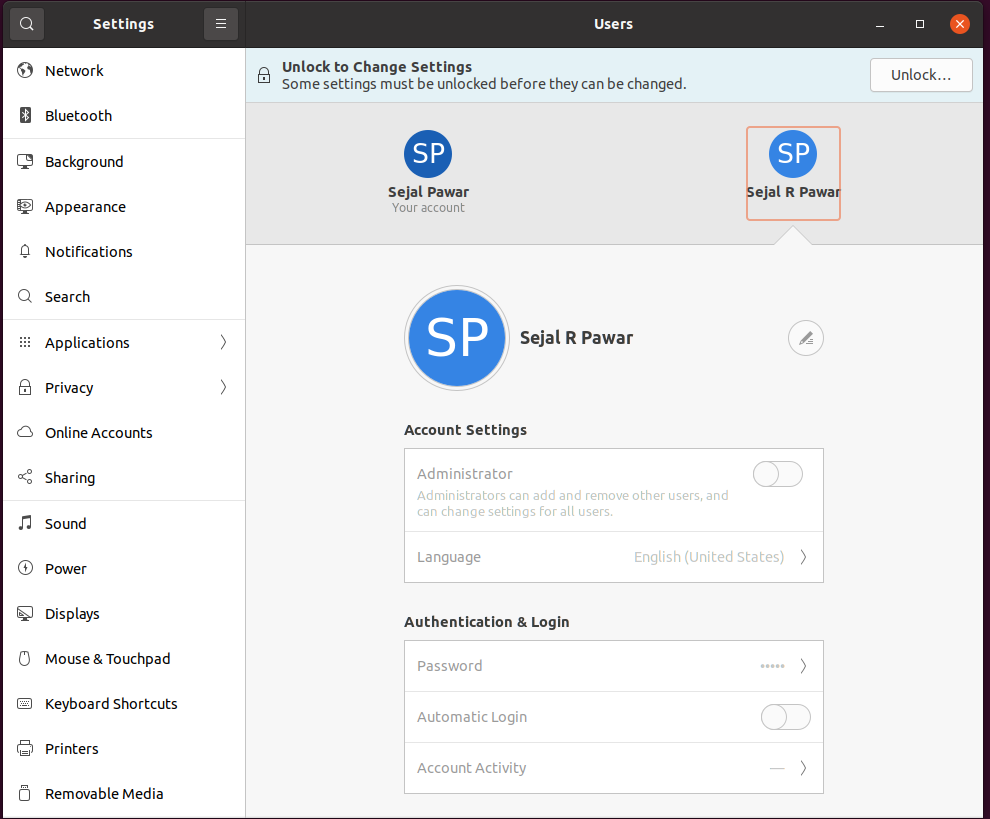 Settings
Users
Network
Bluetooth
Background
Appearance
Notifications
Search
Applications
Privacy
Online Accounts
Sharing
Sound
Power
Displays
Mouse & Touchpad
Keyboard Shortcuts
Printers
Removable Media
Unlock to Change Settings
Some settings must be unlocked before they can be changed.
Unlock…
SP
Sejal Pawar
Your account
SP
Sejal R Pawar
SP
Sejal R Pawar
Account Settings
Administrator
Administrators can add and remove other users, and
can change settings for all users.
Language
English (United States)
Authentication & Login
Password
•••••
Automatic Login
Account Activity
—